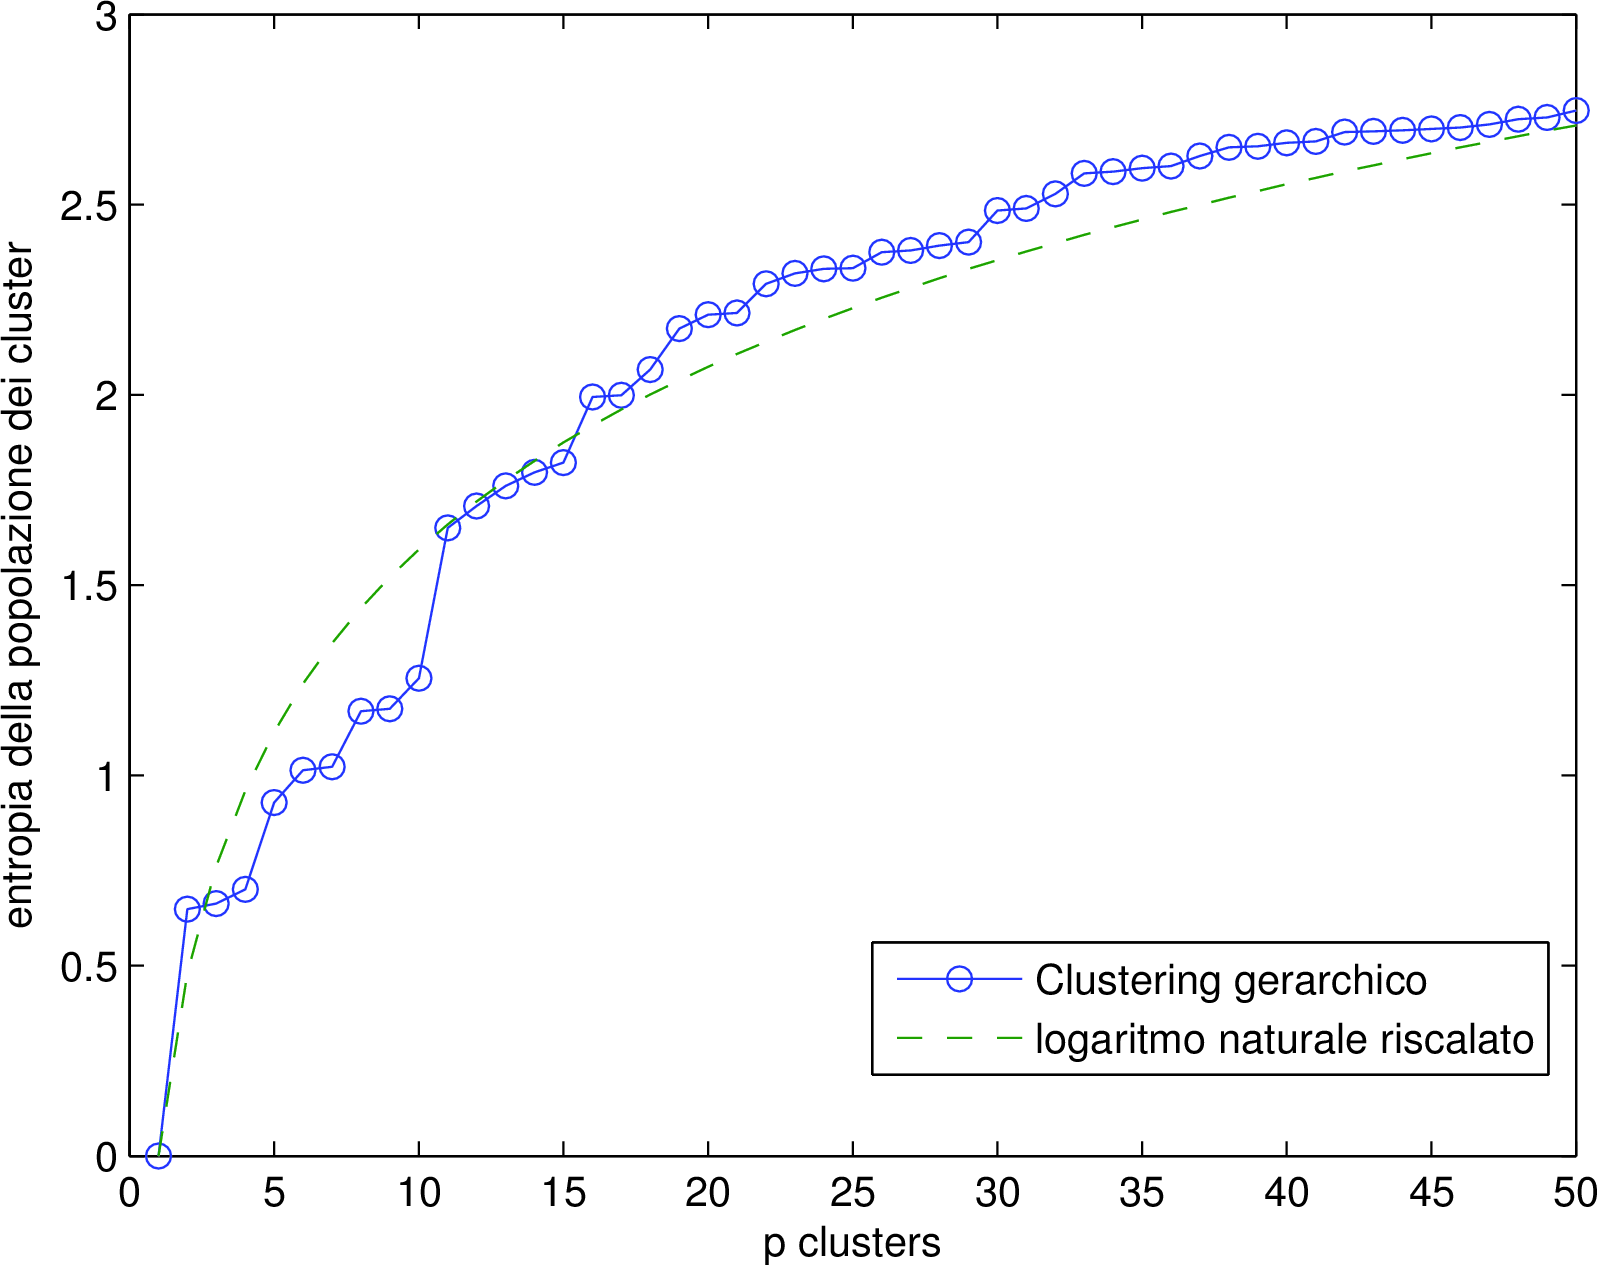 3
2.5
2
1.5
1
0.5
0
0 5 10 15 20 25 30 35 40 45 50
p clusters
entropia della popolazione dei cluster
Clustering gerarchico
logaritmo naturale riscalato